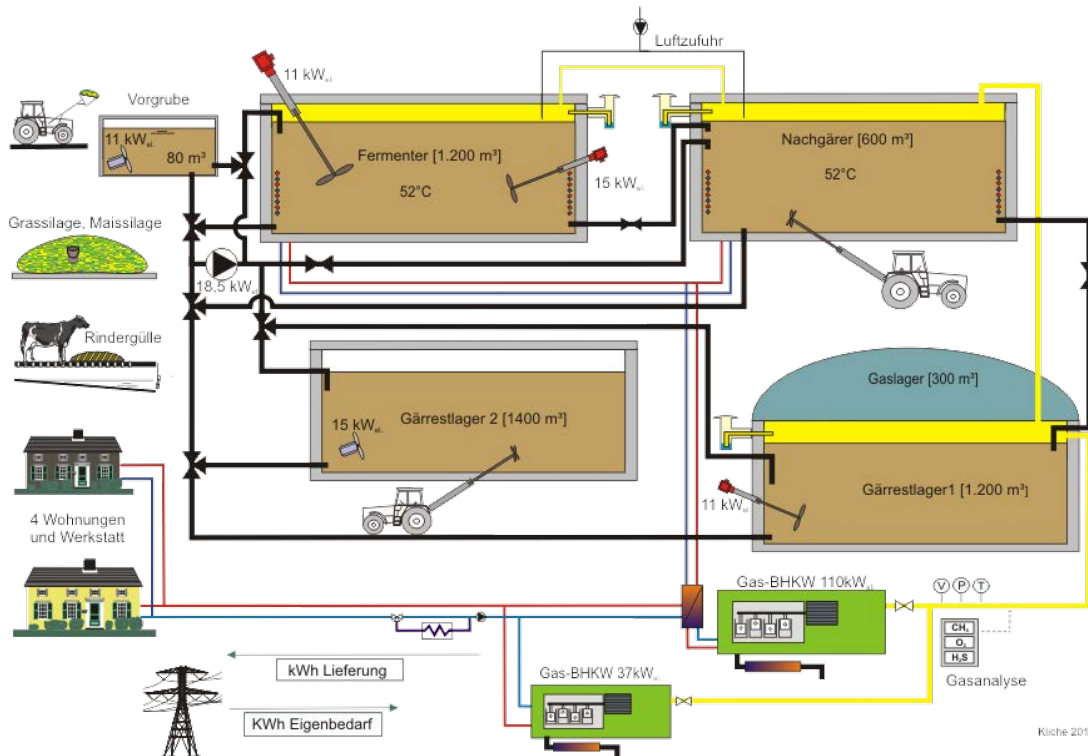 Luftzufuhr
11 kWel.
Vorgrube
11 kWel.
80 m³
Fermenter [1.200 m³]
52°C
15 kWel.
Nachgärer [600 m³]
52°C
Grassilage, Maissilage
18,5 kWel.
Rindergülle
Gaslager [300 m³]
Gärrestlager 2 [1400 m³]
15 kWel.
Gärrestlager1 [1.200 m³]
11 kWel.
4 Wohnungen
und Werkstatt
Gas-BHKW 110kWel.
V P T
CH₄
O₂
H₂S
Gasanalyse
kWh Lieferung
Gas-BHKW 37kWel.
KWh Eigenbedarf
Kliche 201